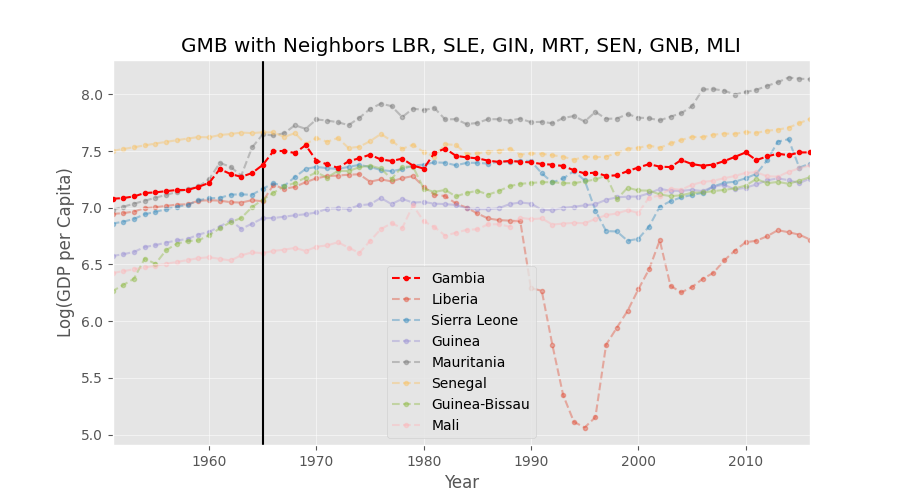 GMB with Neighbors LBR, SLE, GIN, MRT, SEN, GNB, MLI
8.0
7.5
7.0
6.5
6.0
5.5
5.0
Log(GDP per Capita)
Gambia
Liberia
Sierra Leone
Guinea
Mauritania
Senegal
Guinea-Bissau
Mali
1960 1970 1980 1990 2000 2010
Year